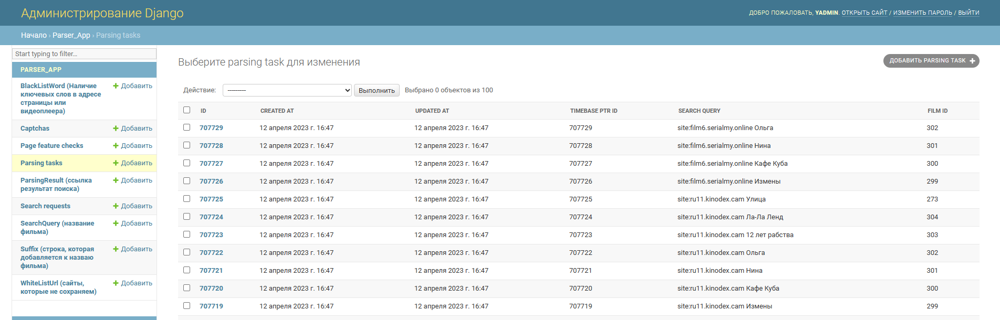 Администрирование Django
ДОБРО ПОЖАЛОВАТЬ, YADMIN. ОТКРЫТЬ САЙТ / ИЗМЕНИТЬ ПАРОЛЬ / ВЫЙТИ
Начало › Parser_App › Parsing tasks
Start typing to filter...
PARSER_APP
BlackListWord (Наличие
ключевых слов в адресе
страницы или
видеоплеера)
Добавить
Captchas
Добавить
Page feature checks
Добавить
Parsing tasks
Добавить
ParsingResult (ссылка
результат поиска)
Добавить
Search requests
Добавить
SearchQuery (название
фильма)
Добавить
Suffix (строка, которая
добавляется к назваю
фильма)
Добавить
WhiteListUrl (сайты,
которые не сохраняем)
Добавить
Выберите parsing task для изменения
ДОБАВИТЬ PARSING TASK
Действие: --------- Выполнить Выбрано 0 объектов из 100
ID CREATED AT UPDATED AT TIMEBASE PTR ID SEARCH QUERY FILM ID
707729 12 апреля 2023 г. 16:47 12 апреля 2023 г. 16:47 707729 site:film6.serialmy.online Ольга 302
707728 12 апреля 2023 г. 16:47 12 апреля 2023 г. 16:47 707728 site:film6.serialmy.online Нина 301
707727 12 апреля 2023 г. 16:47 12 апреля 2023 г. 16:47 707727 site:film6.serialmy.online Кафе Куба 300
707726 12 апреля 2023 г. 16:47 12 апреля 2023 г. 16:47 707726 site:film6.serialmy.online Измены 299
707725 12 апреля 2023 г. 16:47 12 апреля 2023 г. 16:47 707725 site:ru11.kinodex.cam Улица 273
707724 12 апреля 2023 г. 16:47 12 апреля 2023 г. 16:47 707724 site:ru11.kinodex.cam Ла-Ла Ленд 304
707723 12 апреля 2023 г. 16:47 12 апреля 2023 г. 16:47 707723 site:ru11.kinodex.cam 12 лет рабства 303
707722 12 апреля 2023 г. 16:47 12 апреля 2023 г. 16:47 707722 site:ru11.kinodex.cam Ольга 302
707721 12 апреля 2023 г. 16:47 12 апреля 2023 г. 16:47 707721 site:ru11.kinodex.cam Нина 301
707720 12 апреля 2023 г. 16:47 12 апреля 2023 г. 16:47 707720 site:ru11.kinodex.cam Кафе Куба 300
707719 12 апреля 2023 г. 16:47 12 апреля 2023 г. 16:47 707719 site:ru11.kinodex.cam Измены 299